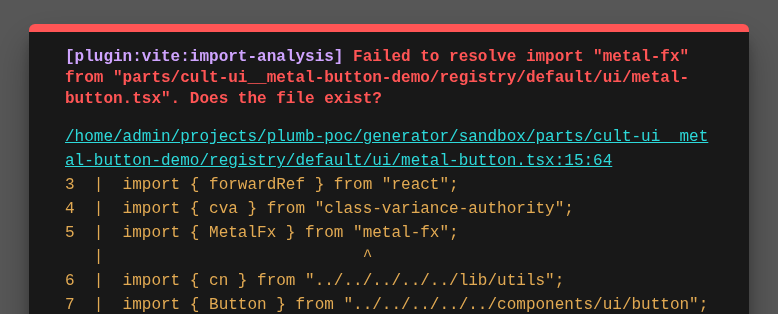 [plugin:vite:import-analysis] Failed to resolve import "metal-fx"
from "parts/cult-ui__metal-button-demo/registry/default/ui/metal-
button.tsx". Does the file exist?
/home/admin/projects/plumb-poc/generator/sandbox/parts/cult-ui__met
al-button-demo/registry/default/ui/metal-button.tsx:15:64
3  |  import { forwardRef } from "react";
4  |  import { cva } from "class-variance-authority";
5  |  import { MetalFx } from "metal-fx";
   |                           ^
6  |  import { cn } from "../../../../../lib/utils";
7  |  import { Button } from "../../../../../components/ui/button";